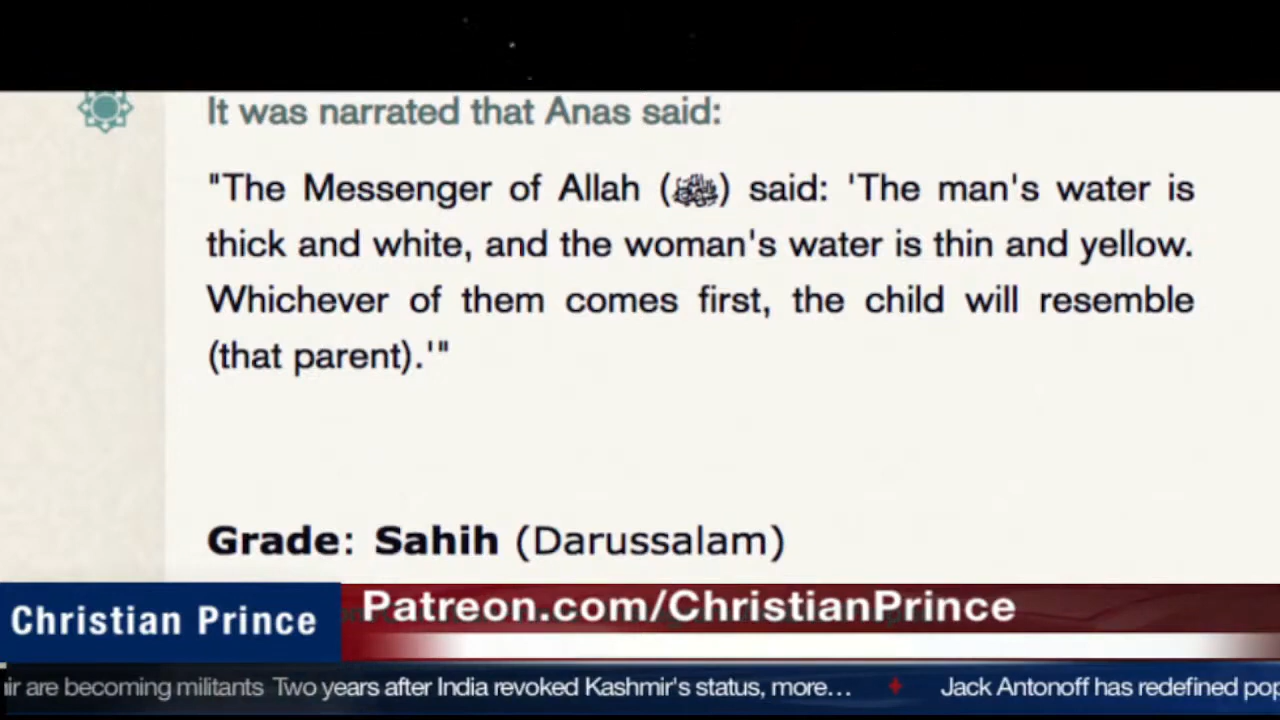 It was narrated that Anas said:
"The Messenger of Allah (ﷺ) said: 'The man's water is
thick and white, and the woman's water is thin and yellow.
Whichever of them comes first, the child will resemble
(that parent).'"
Grade: Sahih (Darussalam)
Christian Prince
Patreon.com/ChristianPrince
are becoming militants Two years after India revoked Kashmir's status, more... Jack Antonoff has redefined